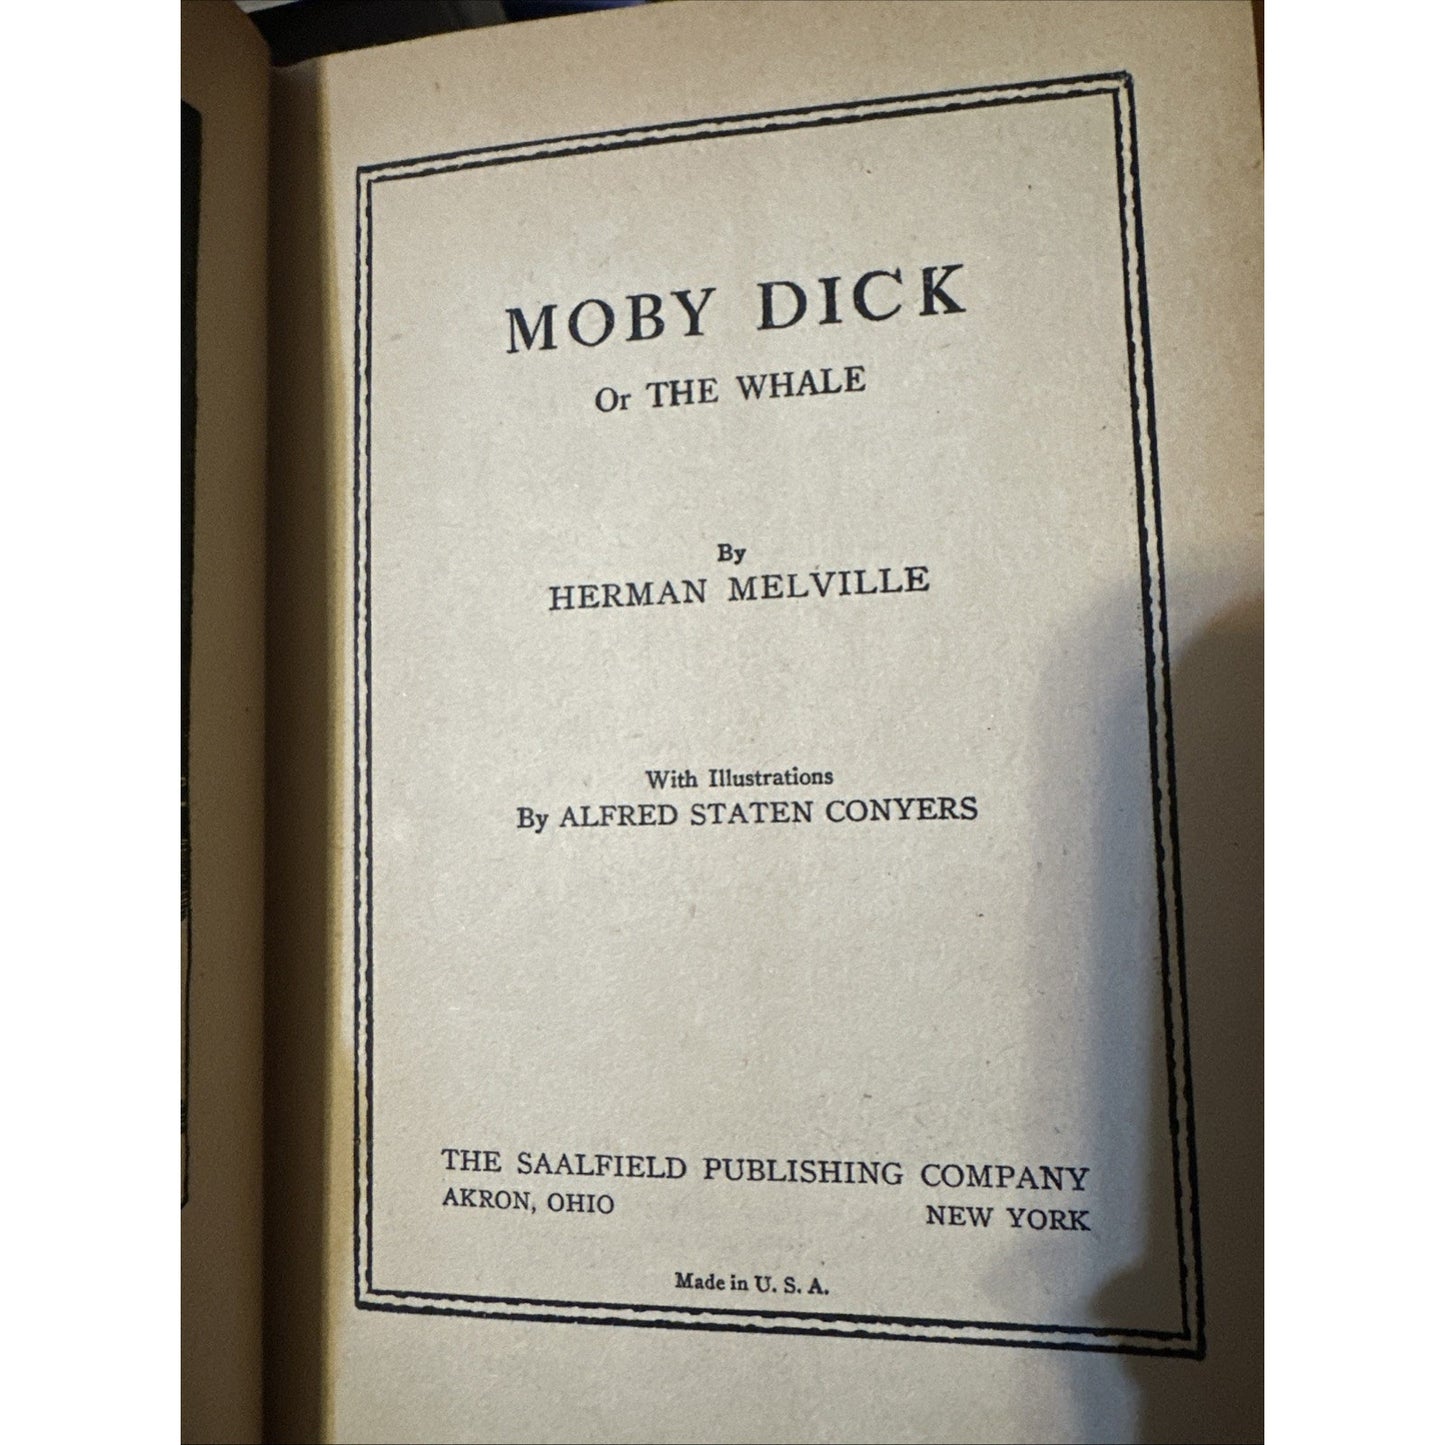 MOBY DICK
Or THE WHALE
By
HERMAN MELVILLE
With Illustrations
By ALFRED STATEN CONYERS
THE SAALFIELD PUBLISHING COMPANY
AKRON, OHIO NEW YORK
Made in U. S. A.